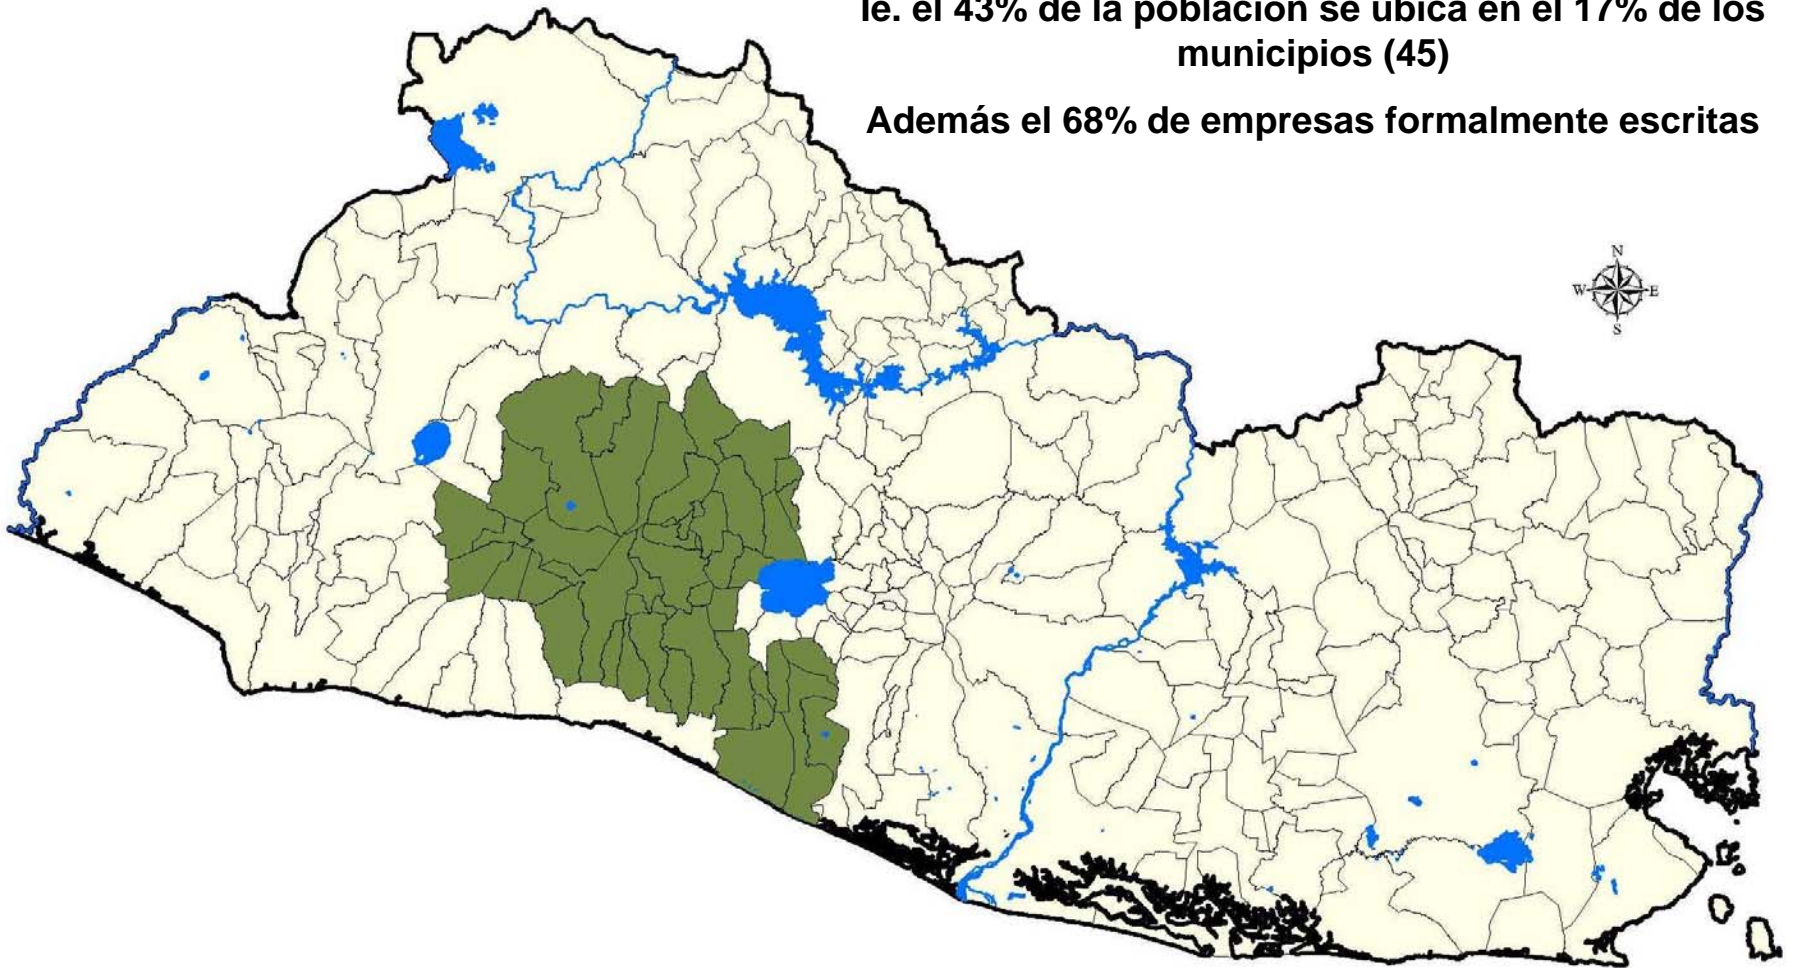 Ie. el 43% de la población se ubica en el 17% de los
municipios (45)
Además el 68% de empresas formalmente escritas
N
W E
S